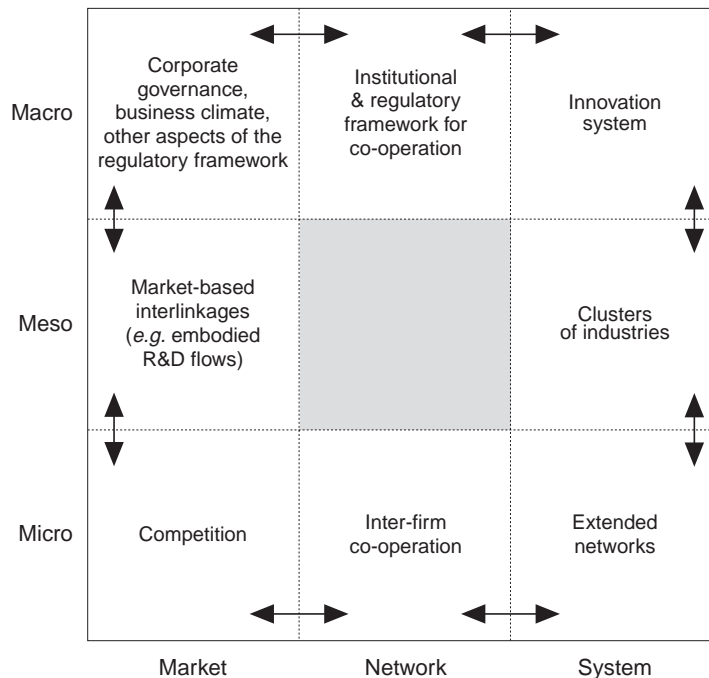 Macro
Corporate
governance,
business climate,
other aspects of the
regulatory framework
Institutional
& regulatory
framework for
co-operation
Innovation
system
Meso
Market-based
interlinkages
(e.g. embodied
R&D flows)
Clusters
of industries
Micro
Competition
Inter-firm
co-operation
Extended
networks
Market
Network
System